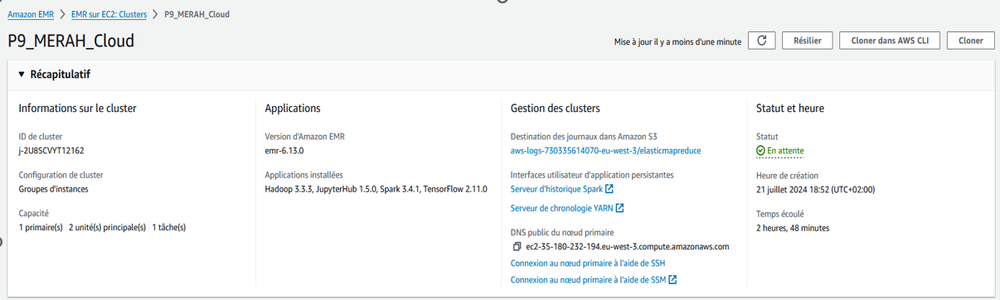 Amazon EMR > EMR sur EC2: Clusters > P9_MERAH_Cloud
P9_MERAH_Cloud
Mise à jour il y a moins d'une minute
Résilier
Cloner dans AWS CLI
Cloner
▼ Récapitulatif
Informations sur le cluster
ID de cluster
j-2U8SCVYT12162
Configuration de cluster
Groupes d'instances
Capacité
1 primaire(s) | 2 unité(s) principale(s) | 1 tâche(s)
Applications
Version d'Amazon EMR
emr-6.13.0
Applications installées
Hadoop 3.3.3, JupyterHub 1.5.0, Spark 3.4.1, TensorFlow 2.11.0
Gestion des clusters
Destination des journaux dans Amazon S3
aws-logs-730335614070-eu-west-3/elasticmapreduce
Interfaces utilisateur d'application persistantes
Serveur d'historique Spark
Serveur de chronologie YARN
DNS public du nœud primaire
ec2-35-180-232-194.eu-west-3.compute.amazonaws.com
Connexion au nœud primaire à l'aide de SSH
Connexion au nœud primaire à l'aide de SSM
Statut et heure
Statut
En attente
Heure de création
21 juillet 2024 18:52 (UTC+02:00)
Temps écoulé
2 heures, 48 minutes